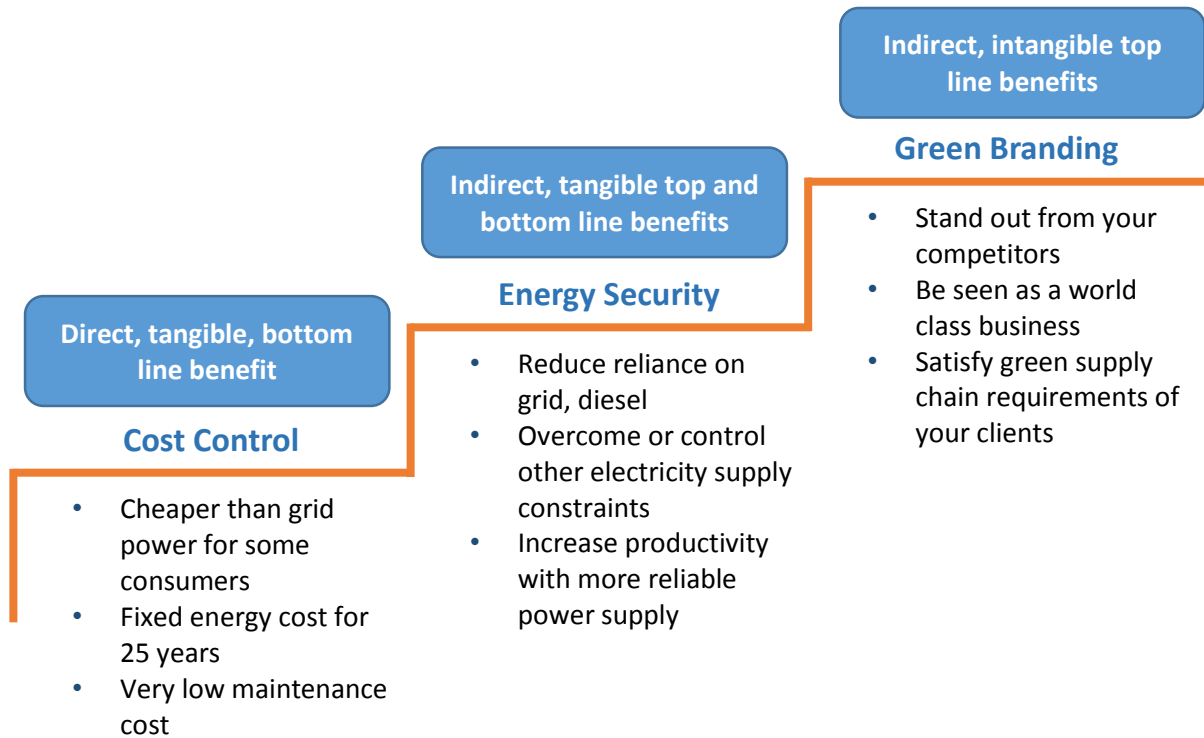 Direct, tangible, bottom
line benefit
Cost Control
• Cheaper than grid
power for some
consumers
• Fixed energy cost for
25 years
• Very low maintenance
cost
Indirect, tangible top and
bottom line benefits
Energy Security
• Reduce reliance on
grid, diesel
• Overcome or control
other electricity supply
constraints
• Increase productivity
with more reliable
power supply
Indirect, intangible top
line benefits
Green Branding
• Stand out from your
competitors
• Be seen as a world
class business
• Satisfy green supply
chain requirements of
your clients